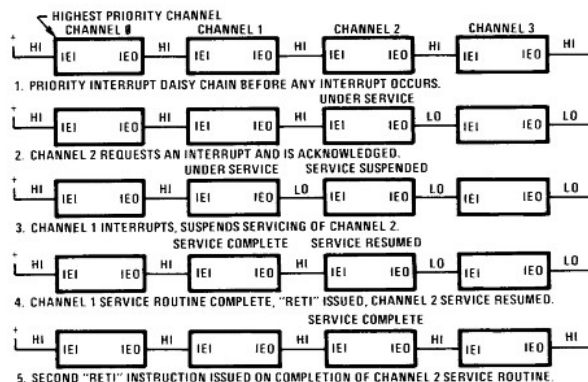 HIGHEST PRIORITY CHANNEL
CHANNEL 0 CHANNEL 1 CHANNEL 2 CHANNEL 3
+ HI IEI IEO HI IEI IEO HI IEI IEO HI IEI IEO HI
1. PRIORITY INTERRUPT DAISY CHAIN BEFORE ANY INTERRUPT OCCURS.
UNDER SERVICE
+ HI IEI IEO HI IEI IEO HI IEI IEO LO IEI IEO LO
2. CHANNEL 2 REQUESTS AN INTERRUPT AND IS ACKNOWLEDGED.
UNDER SERVICE SERVICE SUSPENDED
+ HI IEI IEO HI IEI IEO LO IEI IEO LO IEI IEO LO
3. CHANNEL 1 INTERRUPTS, SUSPENDS SERVICING OF CHANNEL 2.
SERVICE COMPLETE SERVICE RESUMED
+ HI IEI IEO HI IEI IEO HI IEI IEO LO IEI IEO LO
4. CHANNEL 1 SERVICE ROUTINE COMPLETE, "RETI" ISSUED, CHANNEL 2 SERVICE RESUMED.
SERVICE COMPLETE
+ HI IEI IEO HI IEI IEO HI IEI IEO HI IEI IEO HI
5. SECOND "RETI" INSTRUCTION ISSUED ON COMPLETION OF CHANNEL 2 SERVICE ROUTINE.